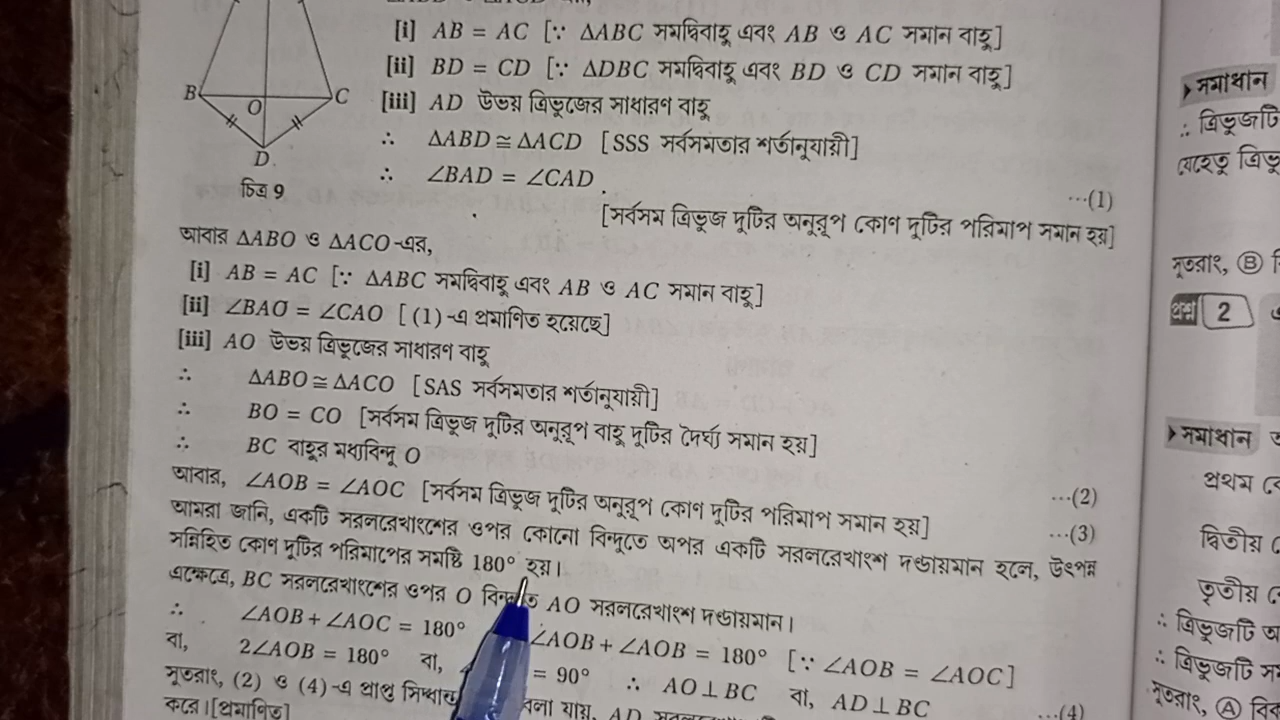 [i] AB = AC [∵ ΔABC সমদ্বিবাহু এবং AB ও AC সমান বাহু]
[ii] BD = CD [∵ ΔDBC সমদ্বিবাহু এবং BD ও CD সমান বাহু]
[iii] AD উভয় ত্রিভুজের সাধারণ বাহু
B O C
D
চিত্র 9
∴ ΔABD ≅ ΔACD [SSS সর্বসমতার শর্তানুযায়ী]
∴ ∠BAD = ∠CAD ...(1)
[সর্বসম ত্রিভুজ দুটির অনুরূপ কোণ দুটির পরিমাপ সমান হয়]
আবার ΔABO ও ΔACO-এর,
[i] AB = AC [∵ ΔABC সমদ্বিবাহু এবং AB ও AC সমান বাহু]
[ii] ∠BAO = ∠CAO [(1)-এ প্রমাণিত হয়েছে]
[iii] AO উভয় ত্রিভুজের সাধারণ বাহু
∴ ΔABO ≅ ΔACO [SAS সর্বসমতার শর্তানুযায়ী]
∴ BO = CO [সর্বসম ত্রিভুজ দুটির অনুরূপ বাহু দুটির দৈর্ঘ্য সমান হয়]
∴ BC বাহুর মধ্যবিন্দু O ...(2)
আবার, ∠AOB = ∠AOC [সর্বসম ত্রিভুজ দুটির অনুরূপ কোণ দুটির পরিমাপ সমান হয়] ...(3)
আমরা জানি, একটি সরলরেখাংশের ওপর কোনো বিন্দুতে অপর একটি সরলরেখাংশ দণ্ডায়মান হলে, উৎপন্ন
সন্নিহিত কোণ দুটির পরিমাপের সমষ্টি 180° হয়।
এক্ষেত্রে, BC সরলরেখাংশের ওপর O AO সরলরেখাংশ দণ্ডায়মান।
∴ ∠AOB + ∠AOC = 180° ∠AOB + ∠AOB = 180° [∵ ∠AOB = ∠AOC]
বা, 2∠AOB = 180° বা, = 90° ∴ AO ⊥ BC বা, AD ⊥ BC ...(4)
সুতরাং, (2) ও (4)-এ প্রাপ্ত বলা যায়, AD
করে। [প্রমাণিত]
সমাধান
∴ ত্রিভুজটি
যেহেতু
সুতরাং, Ⓑ
প্রশ্ন 2
সমাধান
প্রথম
দ্বিতীয়
তৃতীয়
∴ ত্রিভুজটি
∴ ত্রিভুজটি
সুতরাং, Ⓐ